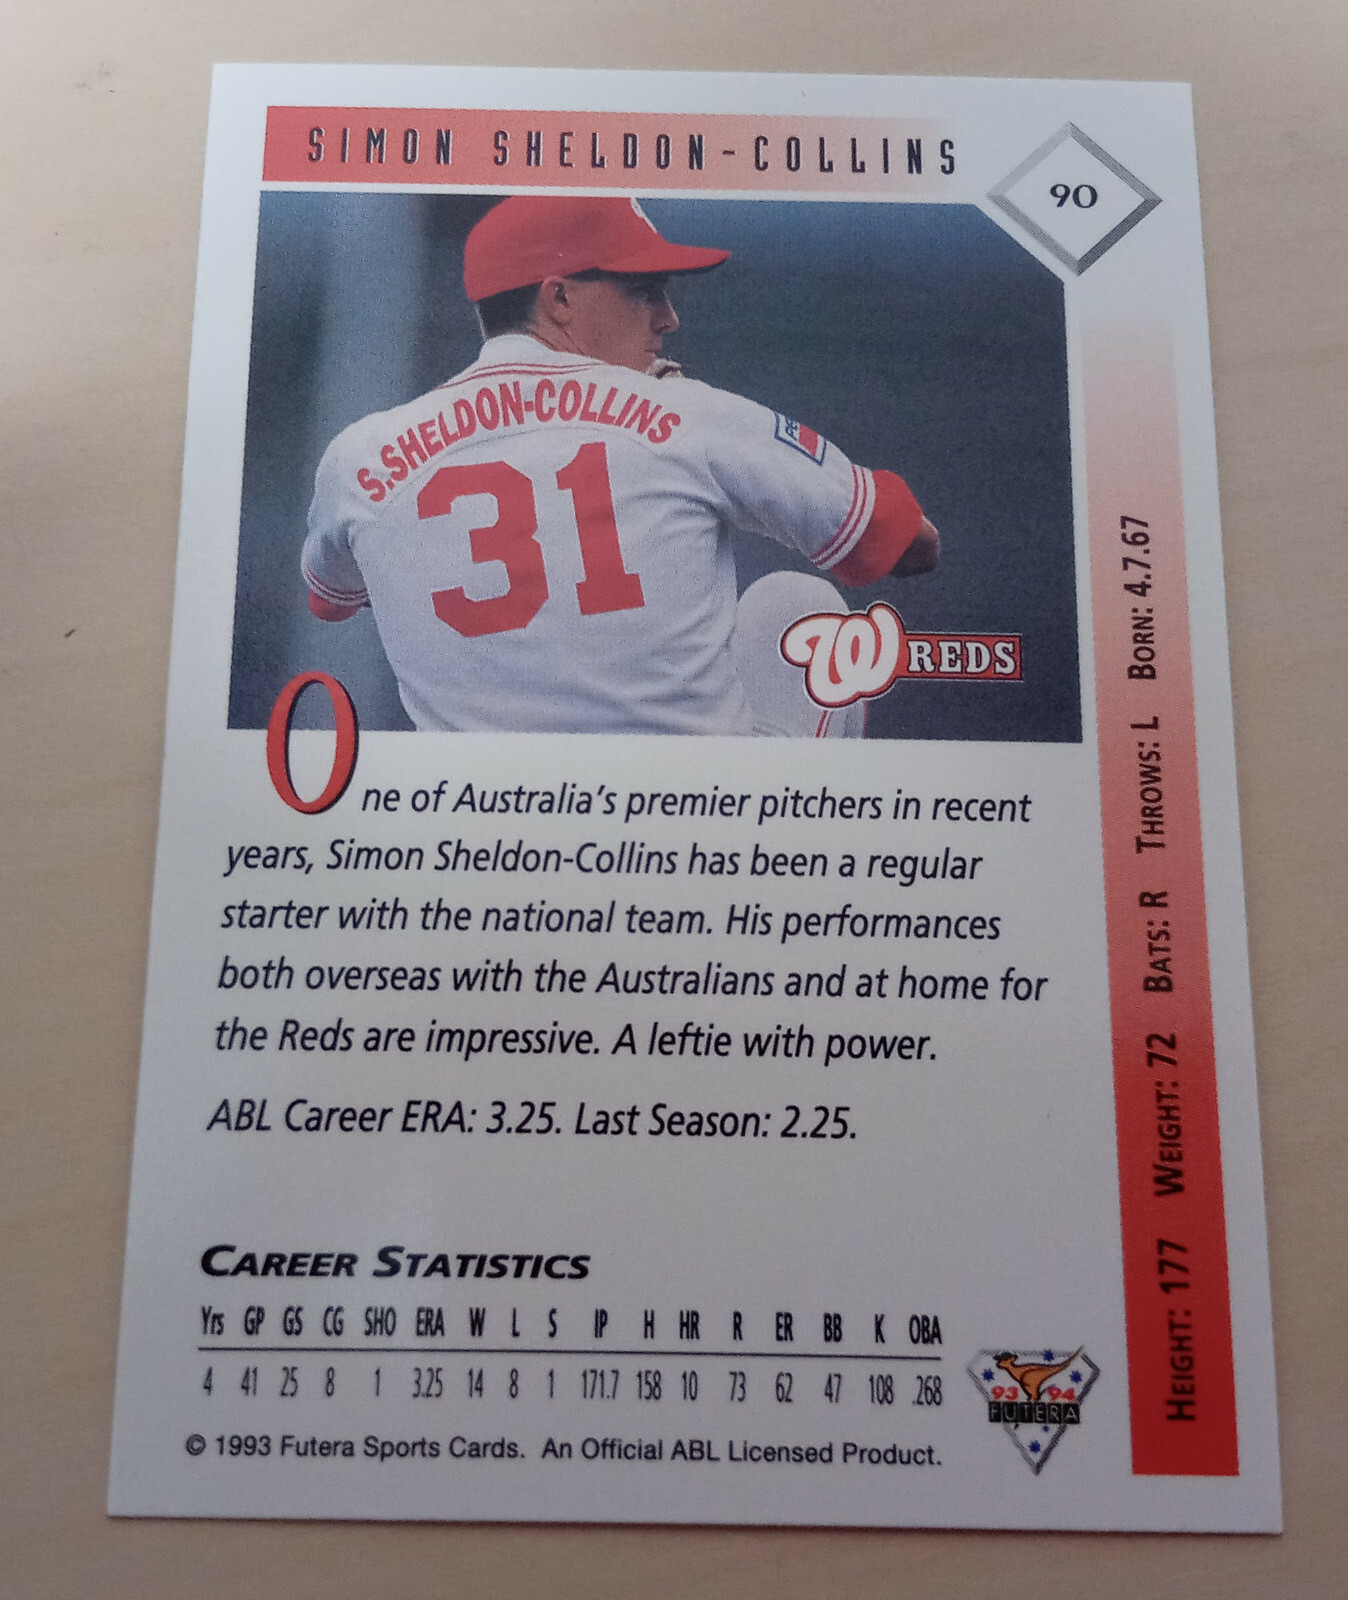 SIMON SHELDON-COLLINS
90
S.SHELDON-COLLINS
31
W REDS
One of Australia's premier pitchers in recent
years, Simon Sheldon-Collins has been a regular
starter with the national team. His performances
both overseas with the Australians and at home for
the Reds are impressive. A leftie with power.
ABL Career ERA: 3.25. Last Season: 2.25.
CAREER STATISTICS
Yrs GP GS CG SHO ERA W L S IP H HR R ER BB K OBA
4 41 25 8 1 3.25 14 8 1 171.7 158 10 73 62 47 108 .268
© 1993 Futera Sports Cards. An Official ABL Licensed Product.
93 94
FUTERA
HEIGHT: 177 WEIGHT: 72 BATS: R THROWS: L BORN: 4.7.67